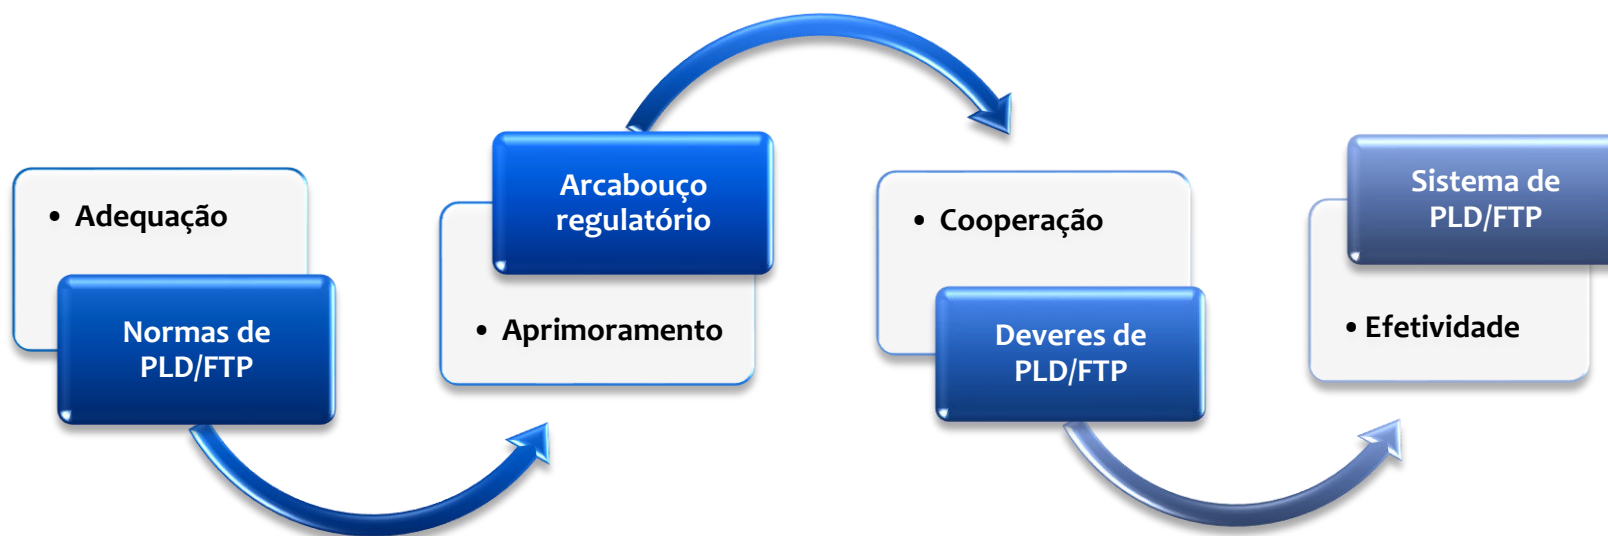 • Adequação
Normas de
PLD/FTP
Arcabouço
regulatório
• Aprimoramento
• Cooperação
Deveres de
PLD/FTP
Sistema de
PLD/FTP
• Efetividade